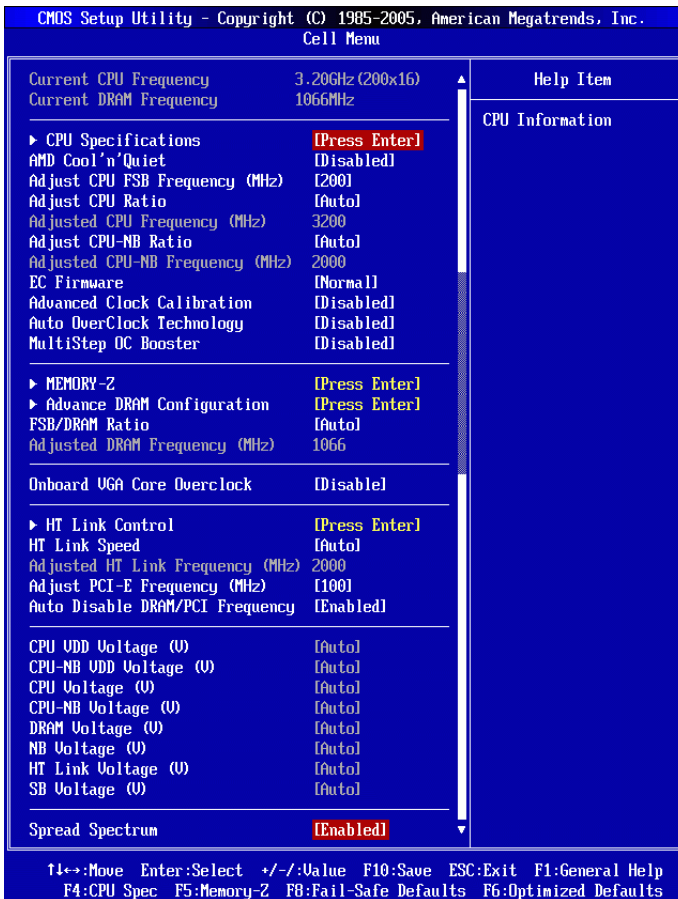 CMOS Setup Utility - Copyright (C) 1985-2005, American Megatrends, Inc.
Cell Menu
Current CPU Frequency 3.20GHz(200x16)
Current DRAM Frequency 1066MHz
Help Item
CPU Information
▶ CPU Specifications [Press Enter]
AMD Cool'n'Quiet [Disabled]
Adjust CPU FSB Frequency (MHz) [200]
Adjust CPU Ratio [Auto]
Adjusted CPU Frequency (MHz) 3200
Adjust CPU-NB Ratio [Auto]
Adjusted CPU-NB Frequency (MHz) 2000
EC Firmware [Normal]
Advanced Clock Calibration [Disabled]
Auto OverClock Technology [Disabled]
MultiStep OC Booster [Disabled]
▶ MEMORY-Z [Press Enter]
▶ Advance DRAM Configuration [Press Enter]
FSB/DRAM Ratio [Auto]
Adjusted DRAM Frequency (MHz) 1066
Onboard VGA Core Overclock [Disable]
▶ HT Link Control [Press Enter]
HT Link Speed [Auto]
Adjusted HT Link Frequency (MHz) 2000
Adjust PCI-E Frequency (MHz) [100]
Auto Disable DRAM/PCI Frequency [Enabled]
CPU VDD Voltage (V) [Auto]
CPU-NB VDD Voltage (V) [Auto]
CPU Voltage (V) [Auto]
CPU-NB Voltage (V) [Auto]
DRAM Voltage (V) [Auto]
NB Voltage (V) [Auto]
HT Link Voltage (V) [Auto]
SB Voltage (V) [Auto]
Spread Spectrum [Enabled]
↑↓←→:Move Enter:Select +/-/:Value F10:Save ESC:Exit F1:General Help
F4:CPU Spec F5:Memory-Z F8:Fail-Safe Defaults F6:Optimized Defaults